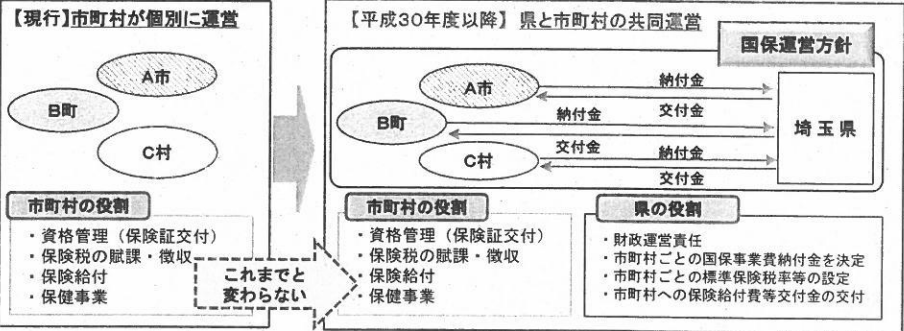 【現行】市町村が個別に運営
A市
B町
C村
市町村の役割
・資格管理（保険証交付）
・保険税の賦課・徴収
・保険給付
・保健事業
これまでと
変わらない
【平成30年度以降】県と市町村の共同運営
国保運営方針
A市
B町
C村
納付金
交付金
納付金
交付金
納付金
交付金
埼玉県
市町村の役割
・資格管理（保険証交付）
・保険税の賦課・徴収
・保険給付
・保健事業
県の役割
・財政運営責任
・市町村ごとの国保事業費納付金を決定
・市町村ごとの標準保険税率等の設定
・市町村への保険給付費等交付金の交付